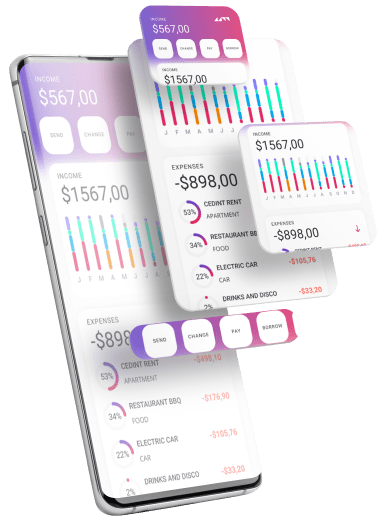 INCOME
$567,00
SEND
CHANGE
PAY
BORROW
INCOME
$1567,00
J F M A M J J
EXPENSES
-$898,00
53%
CEDINT RENT
APARTMENT
34%
RESTAURANT BB
FOOD
22%
ELECTRIC CAR
CAR
-$105,76
2%
DRINKS AND DISCO
-$33,20
INCOME
$1567,00
J F M A M J J A S O N D
EXPENSES
-$898,00
SEND
CHANGE
PAY
BORROW
INCOME
$567,00
SEND
CHANGE
PAY
INCOME
$1567,00
J F M A M J J
EXPENSES
-$898
53%
CEDINT RENT
APARTMENT
-$498,10
34%
RESTAURANT BBQ
FOOD
-$176,90
22%
ELECTRIC CAR
CAR
-$105,76
2%
DRINKS AND DISCO
-$33,20